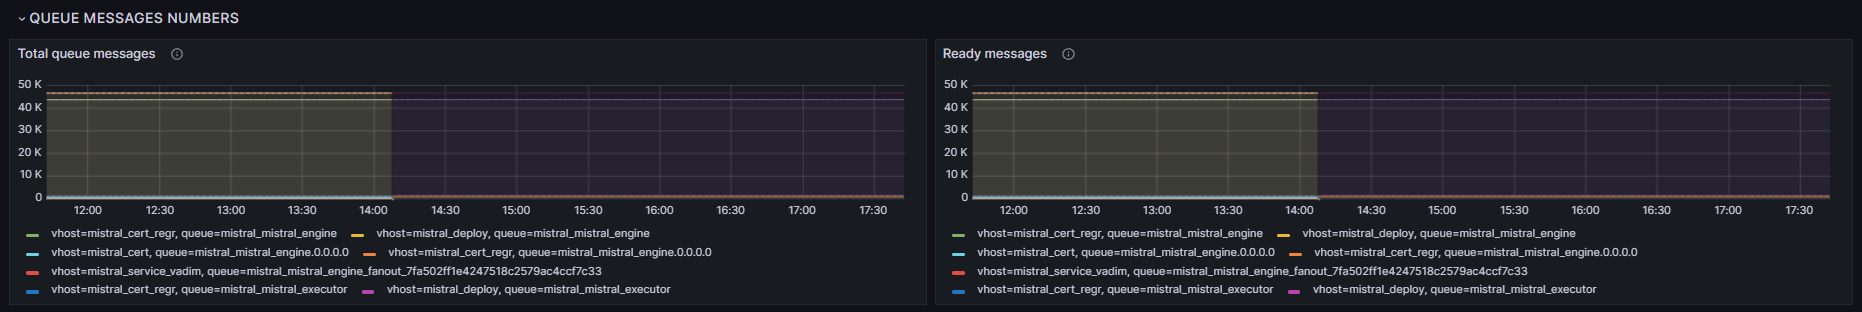 QUEUE MESSAGES NUMBERS
Total queue messages
50 K
40 K
30 K
20 K
10 K
0
12:00 12:30 13:00 13:30 14:00 14:30 15:00 15:30 16:00 16:30 17:00 17:30
vhost=mistral_cert_regr, queue=mistral_mistral_engine vhost=mistral_deploy, queue=mistral_mistral_engine
vhost=mistral_cert, queue=mistral_mistral_engine.0.0.0.0 vhost=mistral_cert_regr, queue=mistral_mistral_engine.0.0.0.0
vhost=mistral_service_vadim, queue=mistral_mistral_engine_fanout_7fa502ff1e4247518c2579ac4ccf7c33
vhost=mistral_cert_regr, queue=mistral_mistral_executor vhost=mistral_deploy, queue=mistral_mistral_executor
Ready messages
50 K
40 K
30 K
20 K
10 K
0
12:00 12:30 13:00 13:30 14:00 14:30 15:00 15:30 16:00 16:30 17:00 17:30
vhost=mistral_cert_regr, queue=mistral_mistral_engine vhost=mistral_deploy, queue=mistral_mistral_engine
vhost=mistral_cert, queue=mistral_mistral_engine.0.0.0.0 vhost=mistral_cert_regr, queue=mistral_mistral_engine.0.0.0.0
vhost=mistral_service_vadim, queue=mistral_mistral_engine_fanout_7fa502ff1e4247518c2579ac4ccf7c33
vhost=mistral_cert_regr, queue=mistral_mistral_executor vhost=mistral_deploy, queue=mistral_mistral_executor